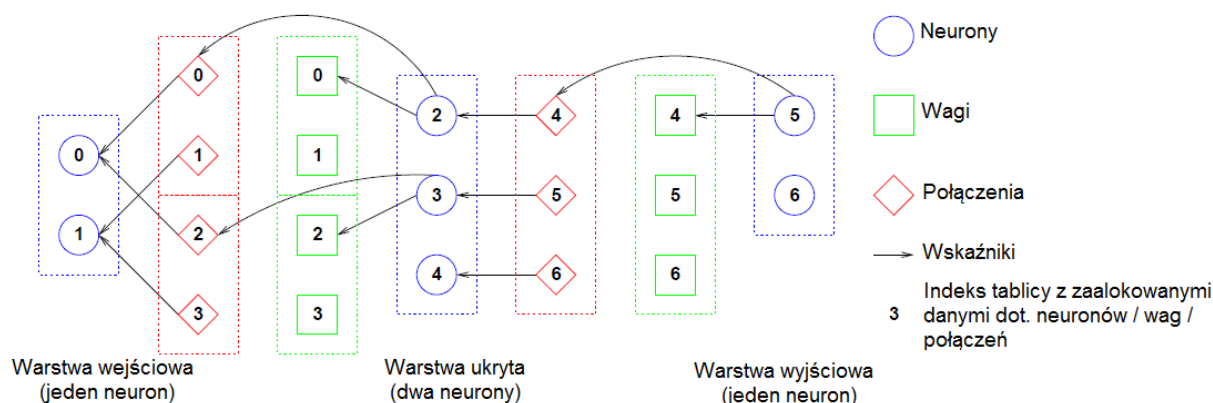 0
0
2
4
4
5
Neurony
0
1
1
Wagi
1
2
2
3
5
5
6
Połączenia
3
3
4
6
6
Wskaźniki
3
Indeks tablicy z zaalokowanymi
danymi dot. neuronów / wag /
połączeń
Warstwa wejściowa
(jeden neuron)
Warstwa ukryta
(dwa neurony)
Warstwa wyjściowa
(jeden neuron)